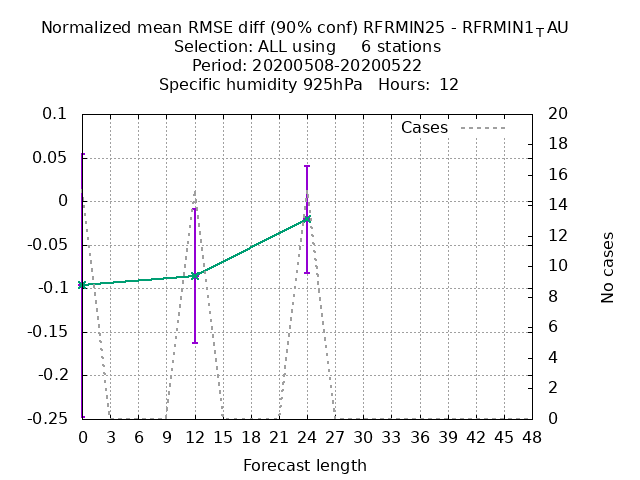 Normalized mean RMSE diff (90% conf) RFRMIN25 - RFRMIN1_TAU
Selection: ALL using 6 stations
Period: 20200508-20200522
Specific humidity 925hPa Hours: 12
Cases
0.1
0.05
0
-0.05
-0.1
-0.15
-0.2
-0.25
20
18
16
14
12
10
8
6
4
2
0
No cases
0 3 6 9 12 15 18 21 24 27 30 33 36 39 42 45 48
Forecast length